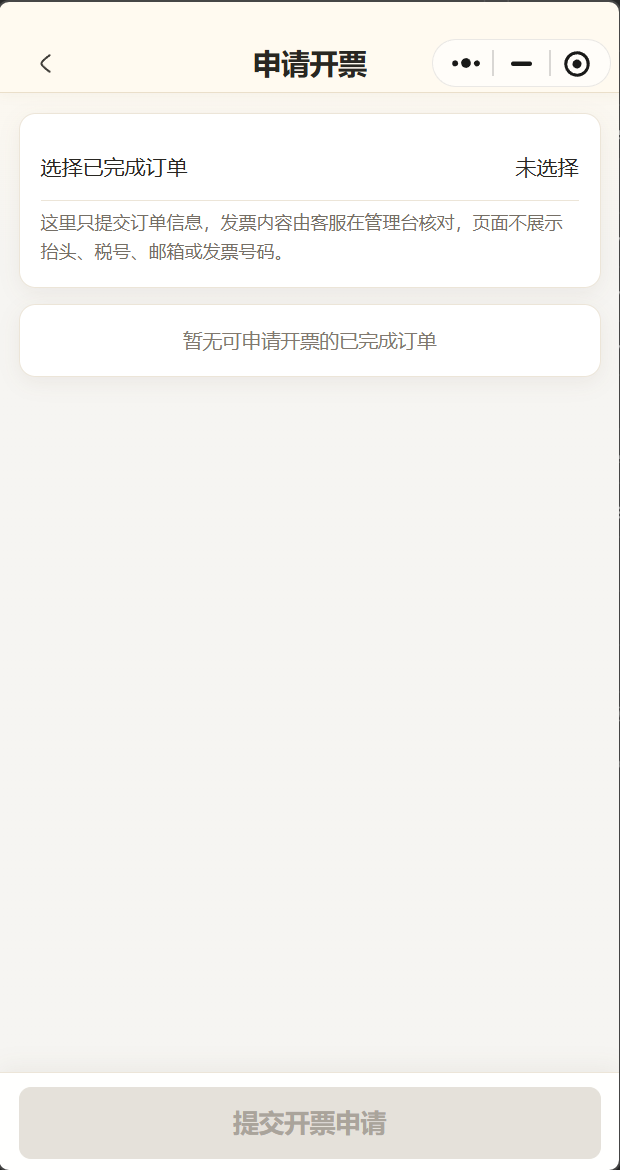 申请开票
选择已完成订单 未选择
这里只提交订单信息，发票内容由客服在管理台核对，页面不展示
抬头、税号、邮箱或发票号码。
暂无可申请开票的已完成订单
提交开票申请